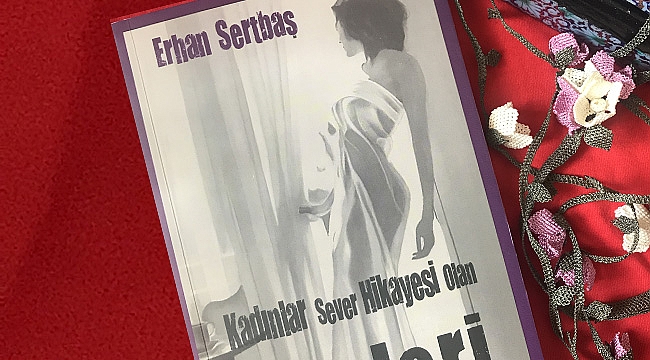 Erhan Sertbaş
Kadınlar Sever Hikayesi Olan